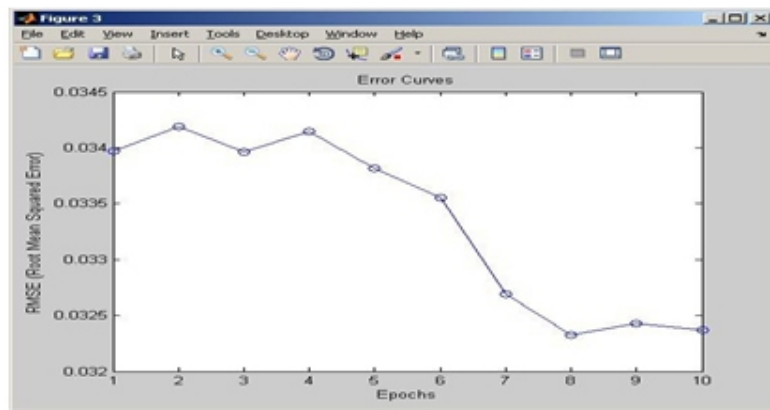 Figure 3
File Edit View Insert Tools Desktop Window Help
Error Curves
0.0345
0.034
0.0335
0.033
0.0325
0.032
RMSE (Root Mean Squared Error)
1 2 3 4 5 6 7 8 9 10
Epochs